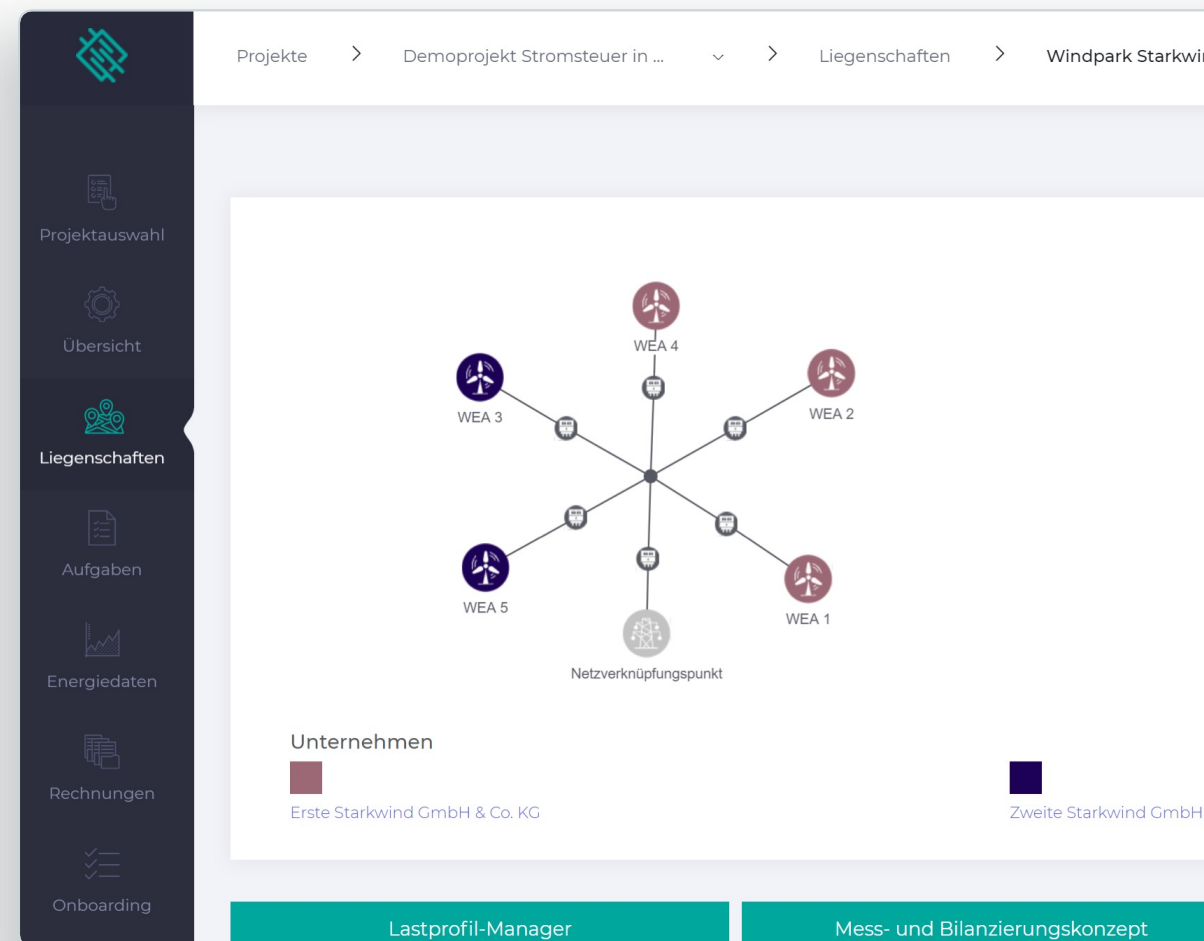 Projekte > Demoprojekt Stromsteuer in ... > Liegenschaften > Windpark Starkwin
Projektauswahl
Übersicht
Liegenschaften
Aufgaben
Energiedaten
Rechnungen
Onboarding
WEA 4
WEA 3
WEA 2
WEA 5
WEA 1
Netzverknüpfungspunkt
Unternehmen
Erste Starkwind GmbH & Co. KG
Zweite Starkwind GmbH
Lastprofil-Manager
Mess- und Bilanzierungskonzept